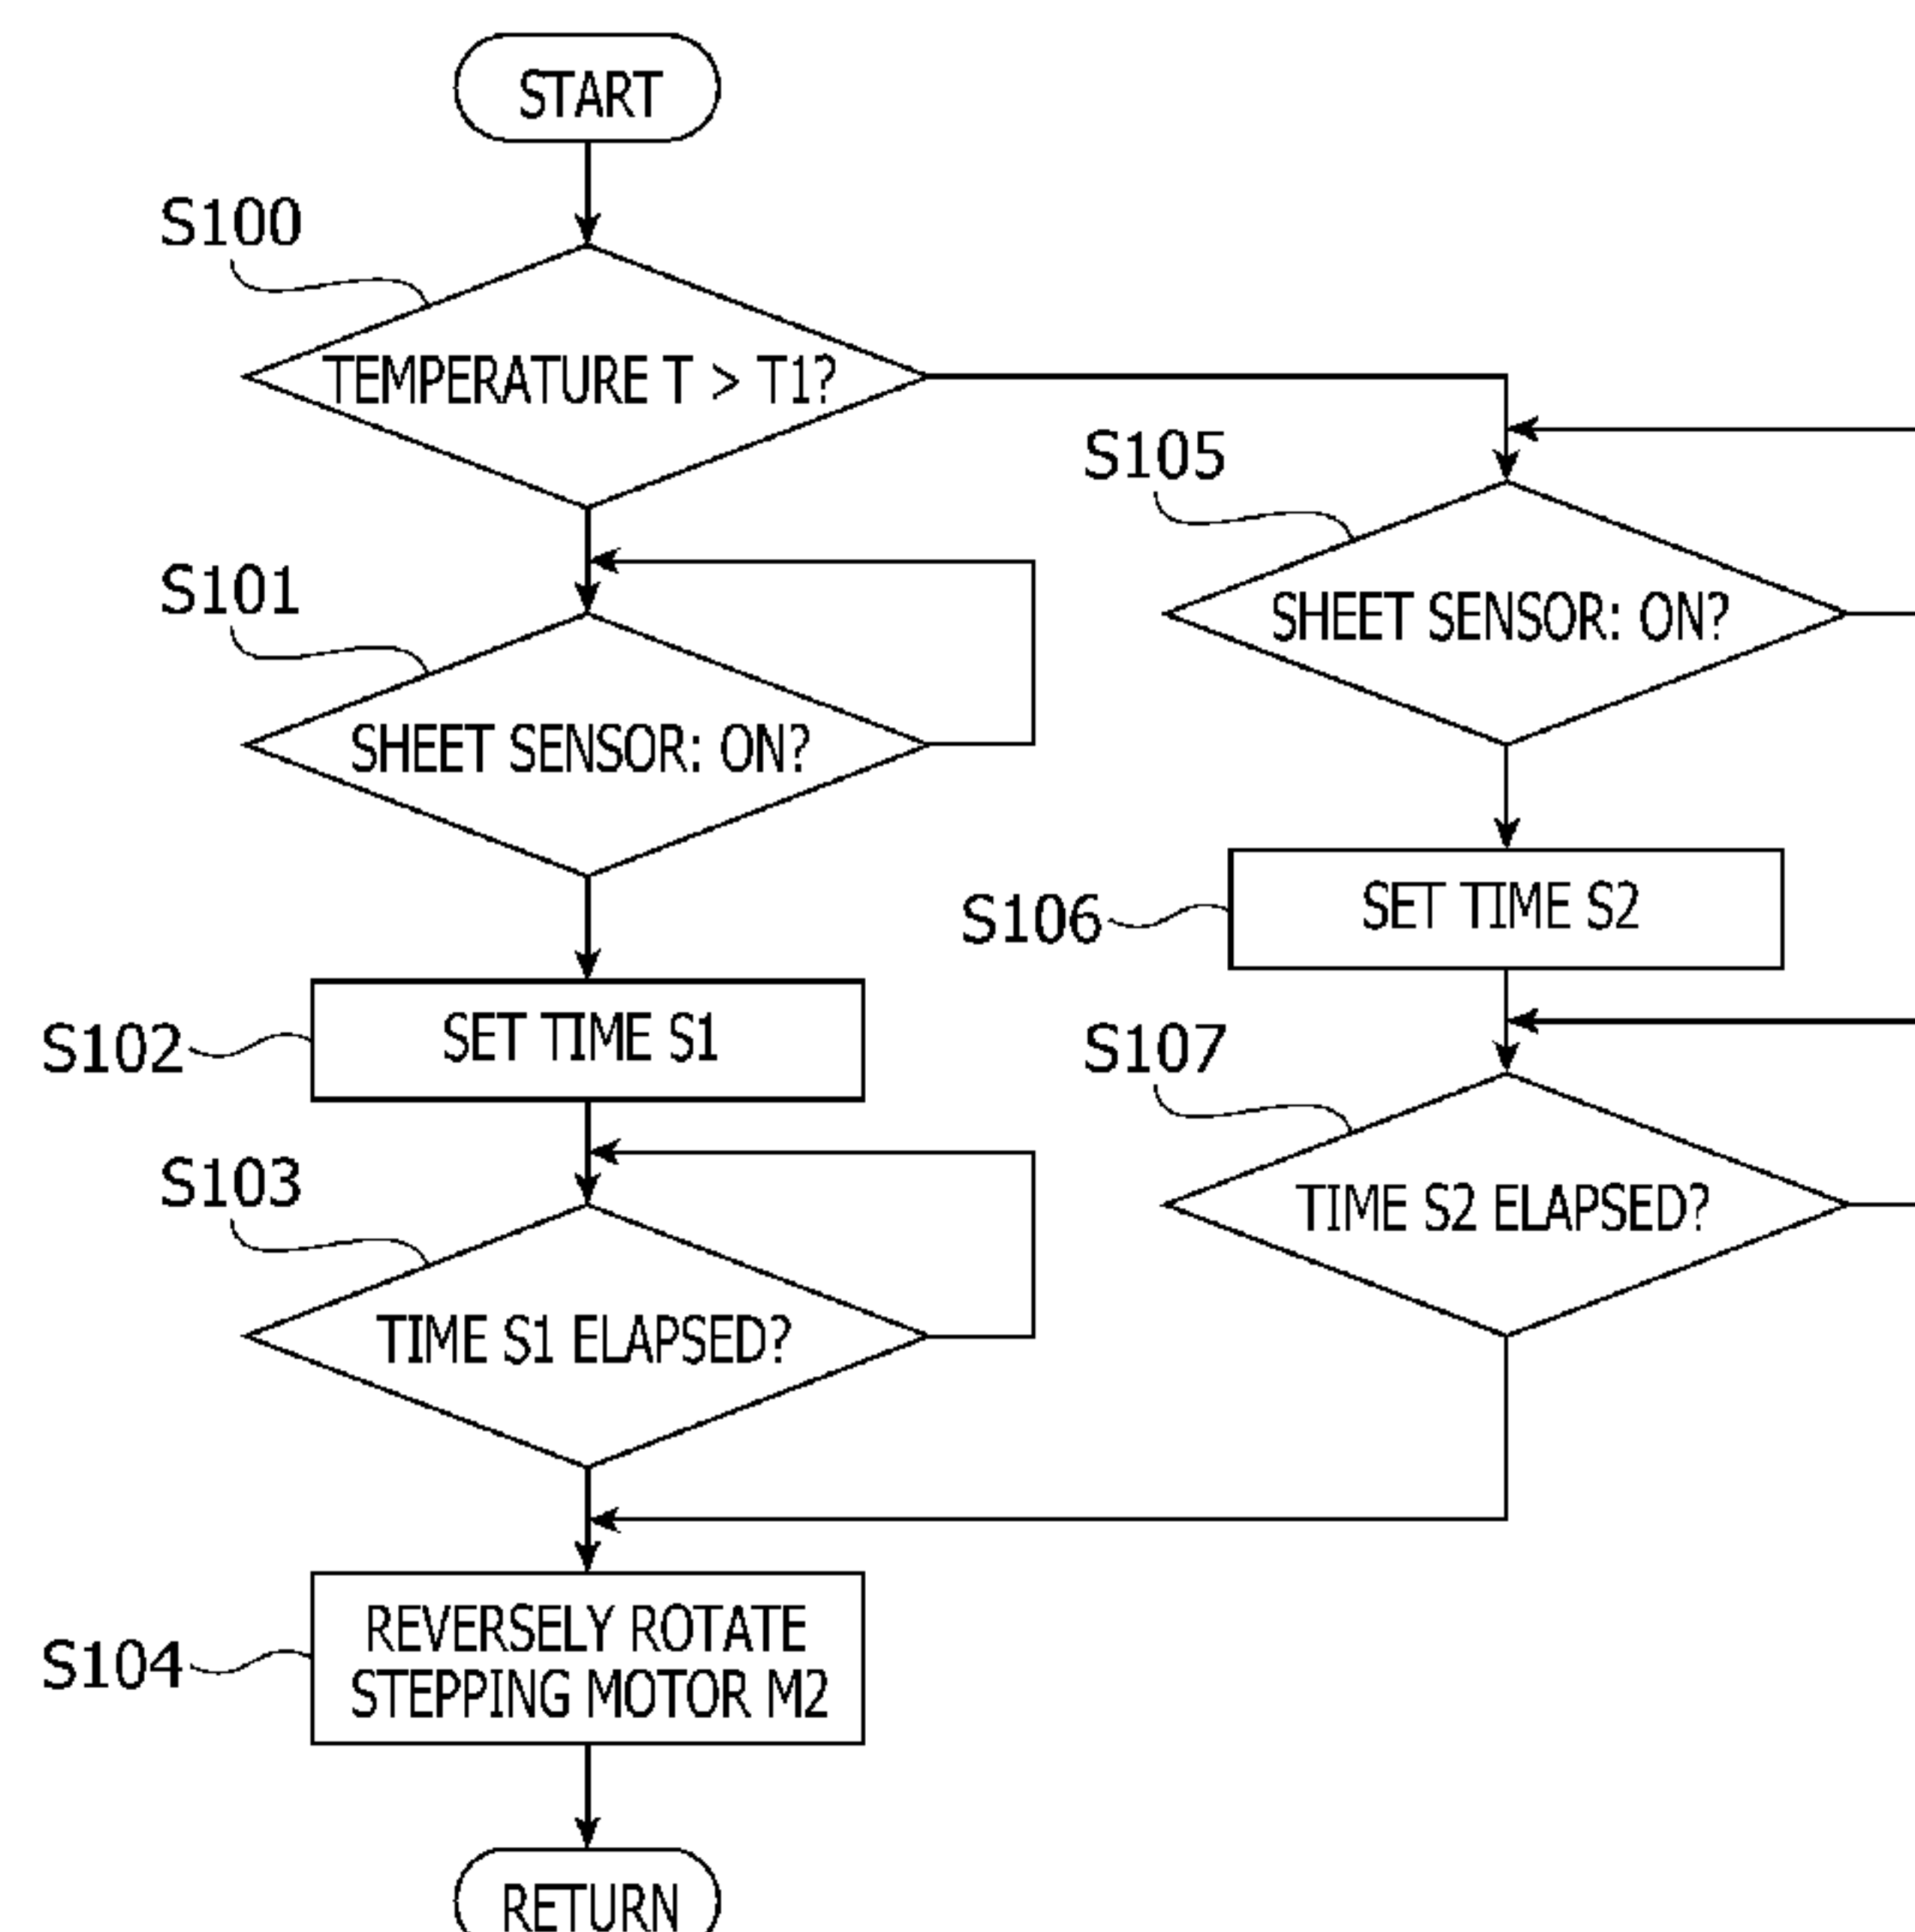 START
S100
TEMPERATURE T > T1?
S101
SHEET SENSOR: ON?
S102
SET TIME S1
S103
TIME S1 ELAPSED?
S104
REVERSELY ROTATE
STEPPING MOTOR M2
RETURN
S105
SHEET SENSOR: ON?
S106
SET TIME S2
S107
TIME S2 ELAPSED?